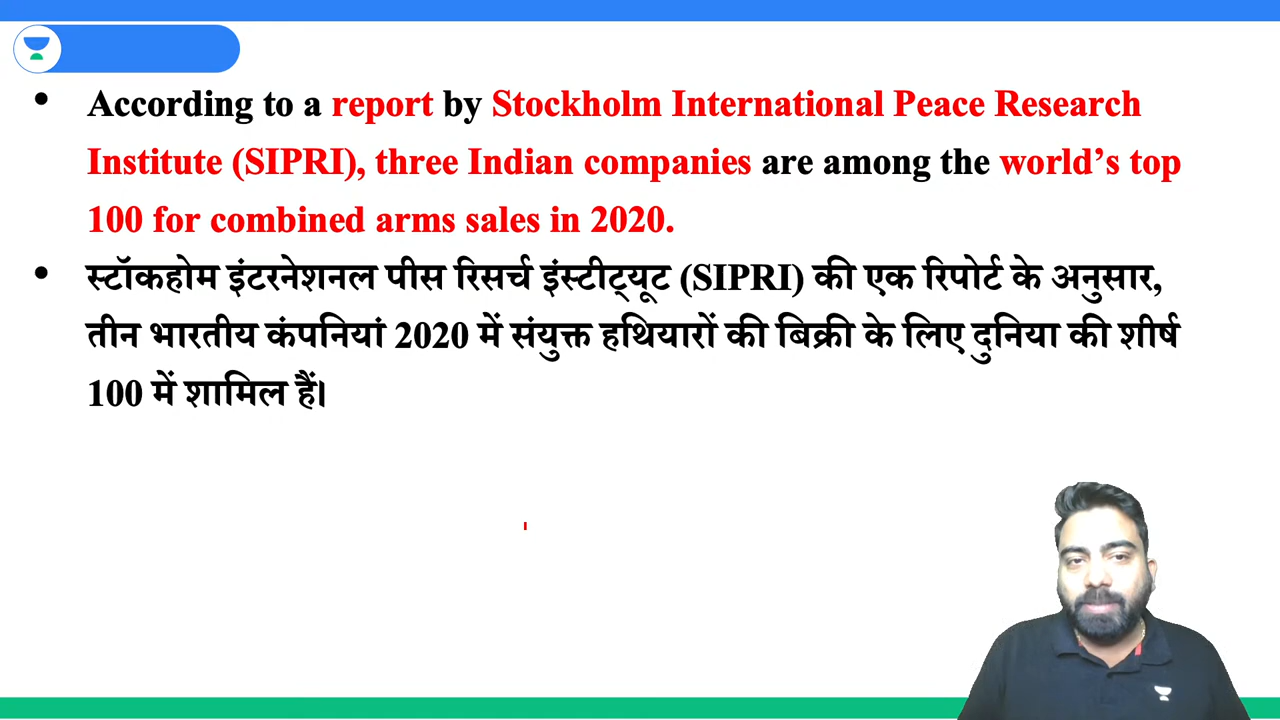 • According to a report by Stockholm International Peace Research
Institute (SIPRI), three Indian companies are among the world’s top
100 for combined arms sales in 2020.
• स्टॉकहोम इंटरनेशनल पीस रिसर्च इंस्टीट्यूट (SIPRI) की एक रिपोर्ट के अनुसार,
तीन भारतीय कंपनियां 2020 में संयुक्त हथियारों की बिक्री के लिए दुनिया की शीर्ष
100 में शामिल हैं।